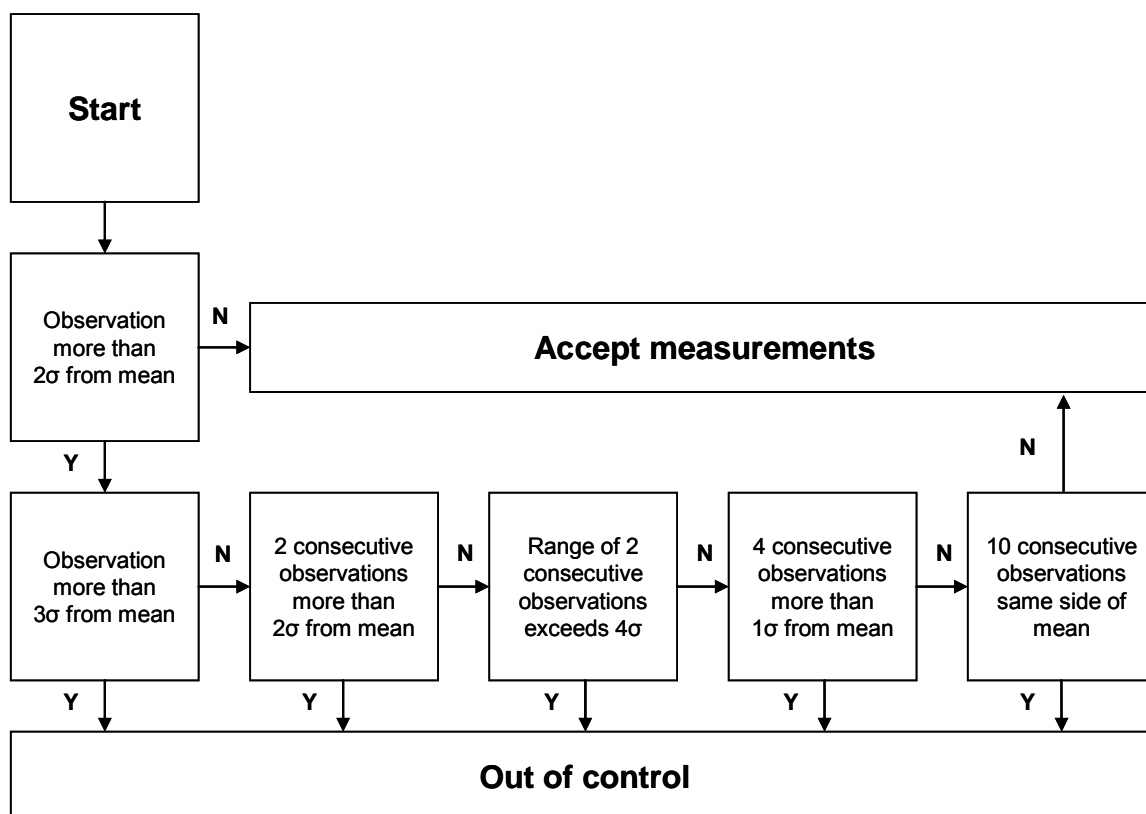 Start
Observation
more than
2σ from mean
N
Accept measurements
Y
N
Observation
more than
3σ from mean
N
2 consecutive
observations
more than
2σ from mean
N
Range of 2
consecutive
observations
exceeds 4σ
N
4 consecutive
observations
more than
1σ from mean
N
10 consecutive
observations
same side of
mean
Y
Y
Y
Y
Y
Out of control